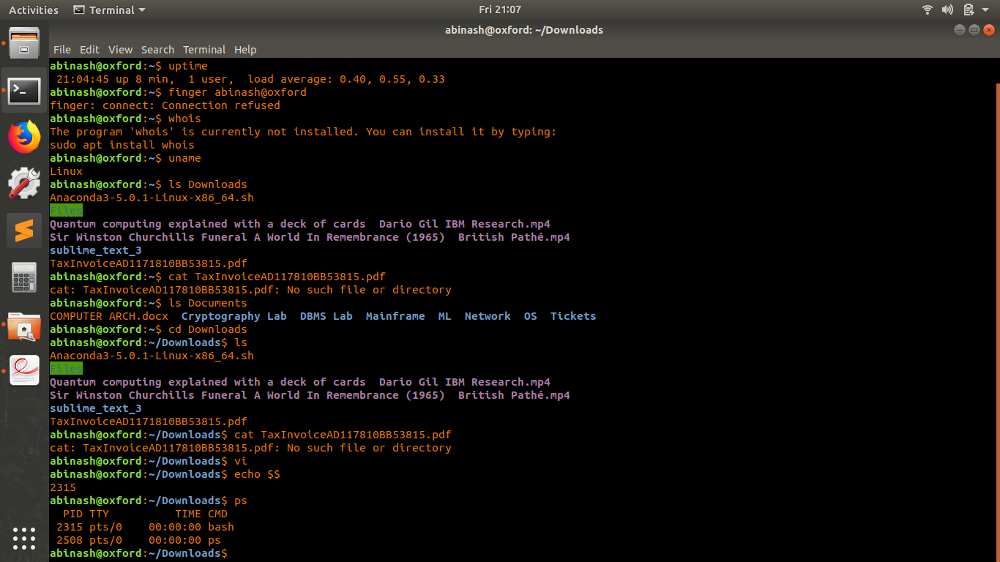 Activities Terminal Fri 21:07
abinash@oxford: ~/Downloads
File Edit View Search Terminal Help
abinash@oxford:~$ uptime
 21:04:45 up 8 min,  1 user,  load average: 0.40, 0.55, 0.33
abinash@oxford:~$ finger abinash@oxford
finger: connect: Connection refused
abinash@oxford:~$ whois
The program 'whois' is currently not installed. You can install it by typing:
sudo apt install whois
abinash@oxford:~$ uname
Linux
abinash@oxford:~$ ls Downloads
Anaconda3-5.0.1-Linux-x86_64.sh
Files
Quantum computing explained with a deck of cards  Dario Gil IBM Research.mp4
Sir Winston Churchills Funeral A World In Remembrance (1965)  British Pathé.mp4
sublime_text_3
TaxInvoiceAD1171810BB53815.pdf
abinash@oxford:~$ cat TaxInvoiceAD117810BB53815.pdf
cat: TaxInvoiceAD117810BB53815.pdf: No such file or directory
abinash@oxford:~$ ls Documents
COMPUTER ARCH.docx  Cryptography Lab  DBMS Lab  Mainframe  ML  Network  OS  Tickets
abinash@oxford:~$ cd Downloads
abinash@oxford:~/Downloads$ ls
Anaconda3-5.0.1-Linux-x86_64.sh
Files
Quantum computing explained with a deck of cards  Dario Gil IBM Research.mp4
Sir Winston Churchills Funeral A World In Remembrance (1965)  British Pathé.mp4
sublime_text_3
TaxInvoiceAD1171810BB53815.pdf
abinash@oxford:~/Downloads$ cat TaxInvoiceAD117810BB53815.pdf
cat: TaxInvoiceAD117810BB53815.pdf: No such file or directory
abinash@oxford:~/Downloads$ vi
abinash@oxford:~/Downloads$ echo $$
2315
abinash@oxford:~/Downloads$ ps
  PID TTY          TIME CMD
 2315 pts/0    00:00:00 bash
 2508 pts/0    00:00:00 ps
abinash@oxford:~/Downloads$